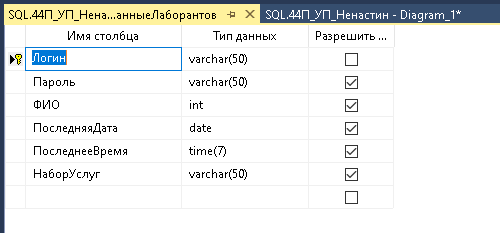 SQL.44П_УП_Нена...анныеЛаборантов SQL.44П_УП_Ненастин - Diagram_1*
Имя столбца Тип данных Разрешить ...
Логин varchar(50)
Пароль varchar(50)
ФИО int
ПоследняяДата date
ПоследнееВремя time(7)
НаборУслуг varchar(50)